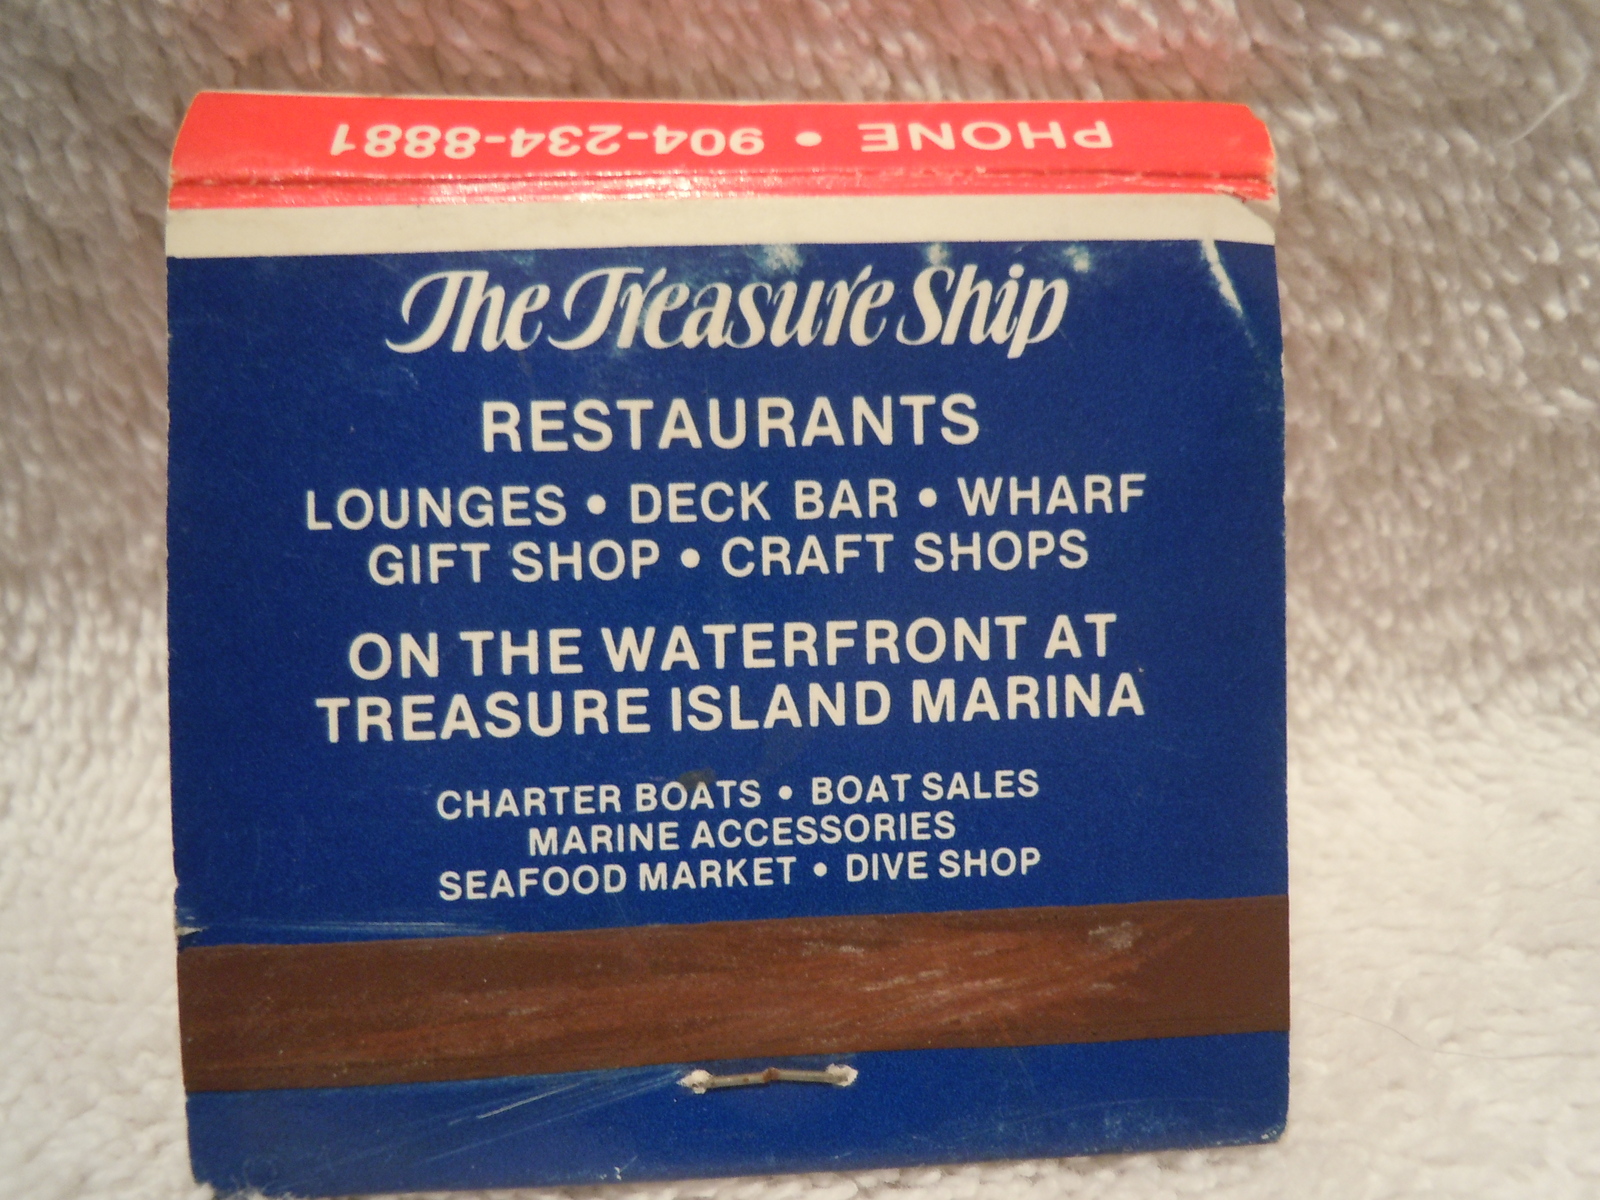 PHONE • 904-234-8881
The Treasure Ship
RESTAURANTS
LOUNGES • DECK BAR • WHARF
GIFT SHOP • CRAFT SHOPS
ON THE WATERFRONT AT
TREASURE ISLAND MARINA
CHARTER BOATS • BOAT SALES
MARINE ACCESSORIES
SEAFOOD MARKET • DIVE SHOP